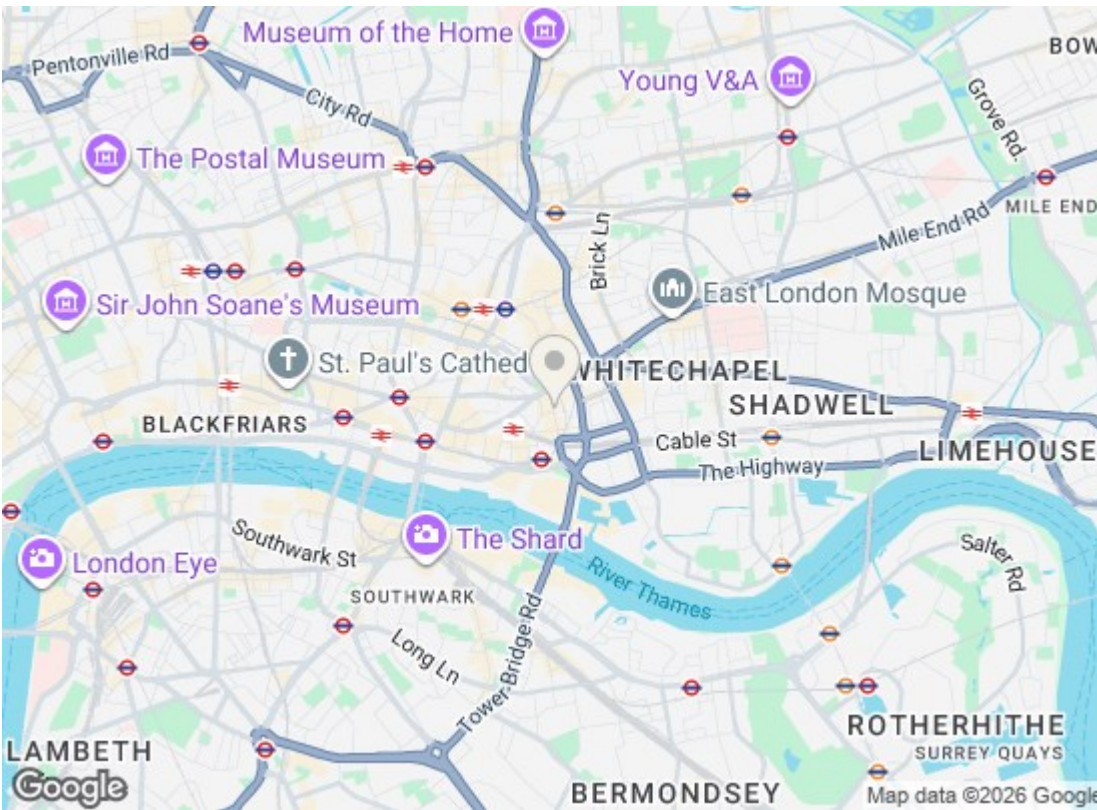 Museum of the Home
BOW
Pentonville Rd
Young V&A
City Rd
Grove Rd.
The Postal Museum
MILE END
Brick Ln
Mile End Rd
East London Mosque
Sir John Soane's Museum
St. Paul's Cathed
WHITECHAPEL
SHADWELL
BLACKFRIARS
Cable St
LIMEHOUSE
The Highway
The Shard
Southwark St
London Eye
Salter Rd
River Thames
SOUTHWARK
Long Ln
Tower Bridge Rd
ROTHERHITHE
LAMBETH
SURREY QUAYS
Google
BERMONDSEY
Map data ©2026 Google